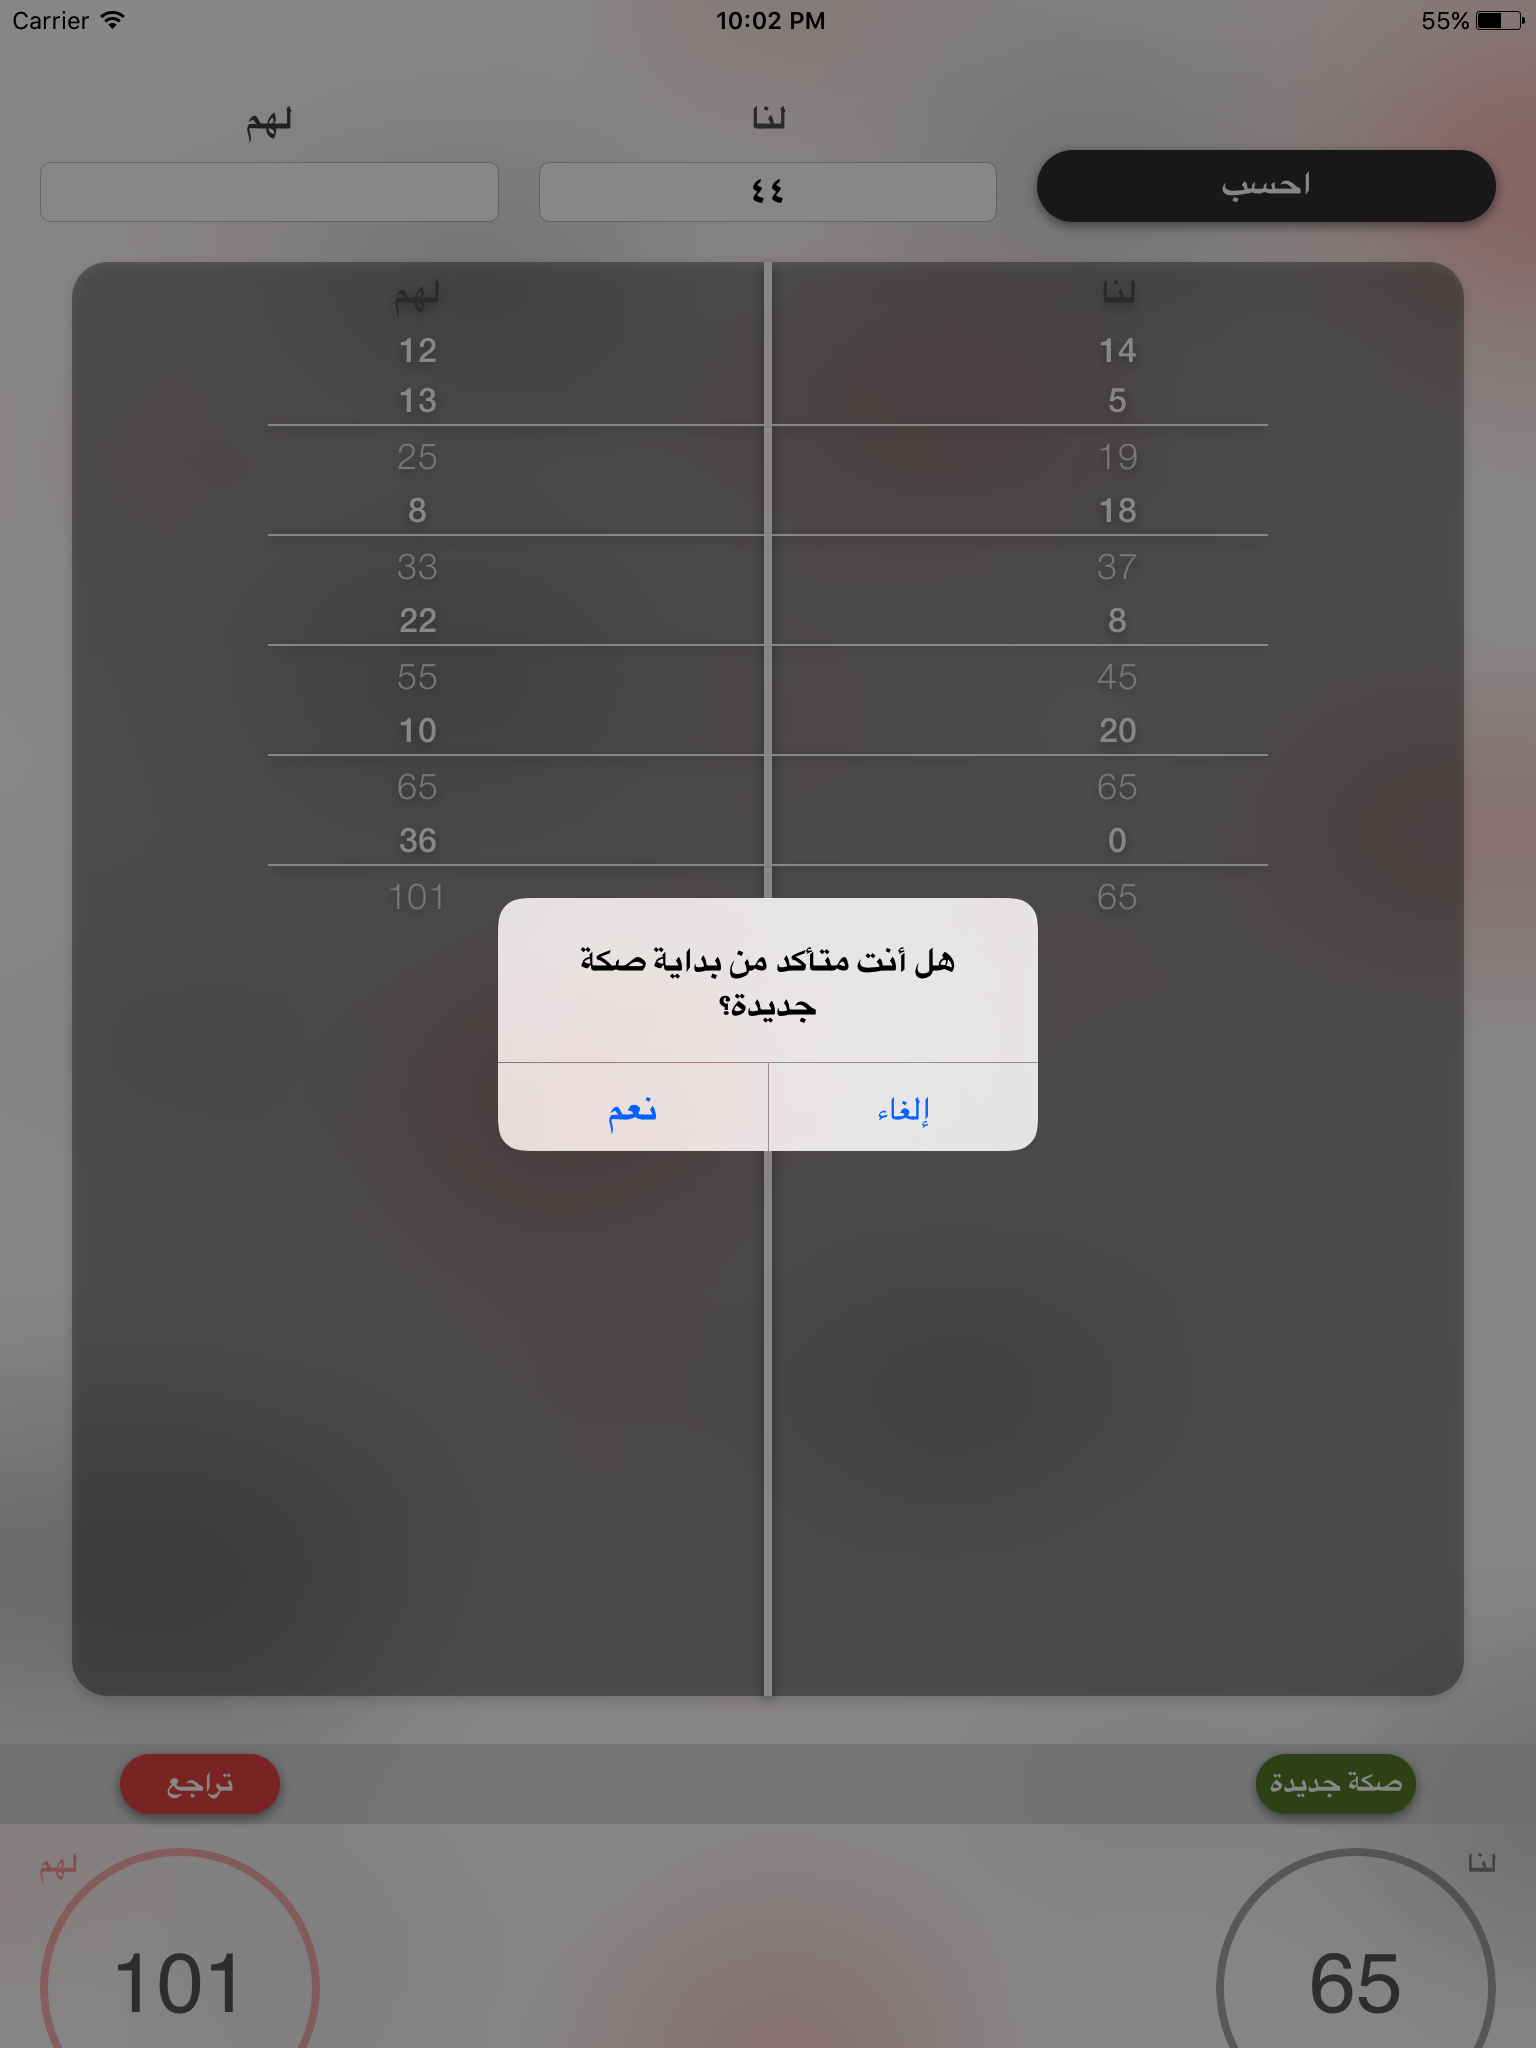 Carrier 10:02 PM 55%
لنا لهم
احسب ٤٤
لنا لهم
14 12
5 13
19 25
18 8
37 33
8 22
45 55
20 10
65 65
0 36
65 101
هل أنت متأكد من بداية صكة
جديدة؟
إلغاء نعم
صكة جديدة تراجع
لنا لهم
65 101